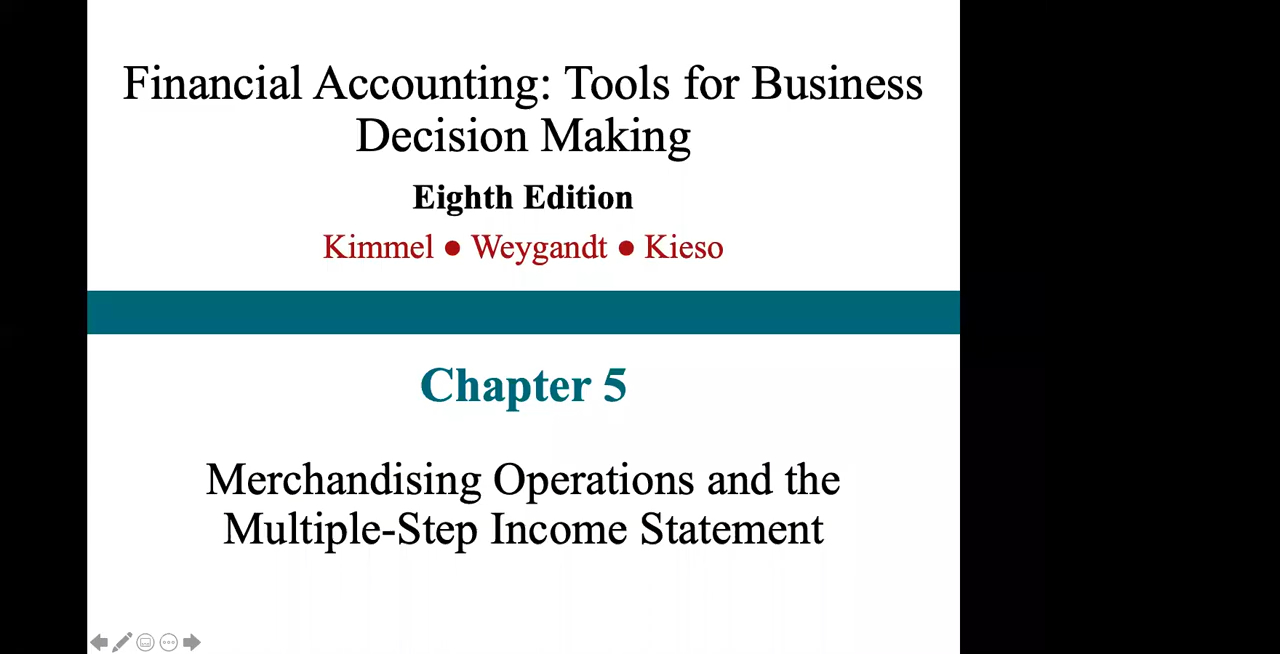 Financial Accounting: Tools for Business
Decision Making
Eighth Edition
Kimmel ● Weygandt ● Kieso
Chapter 5
Merchandising Operations and the
Multiple-Step Income Statement